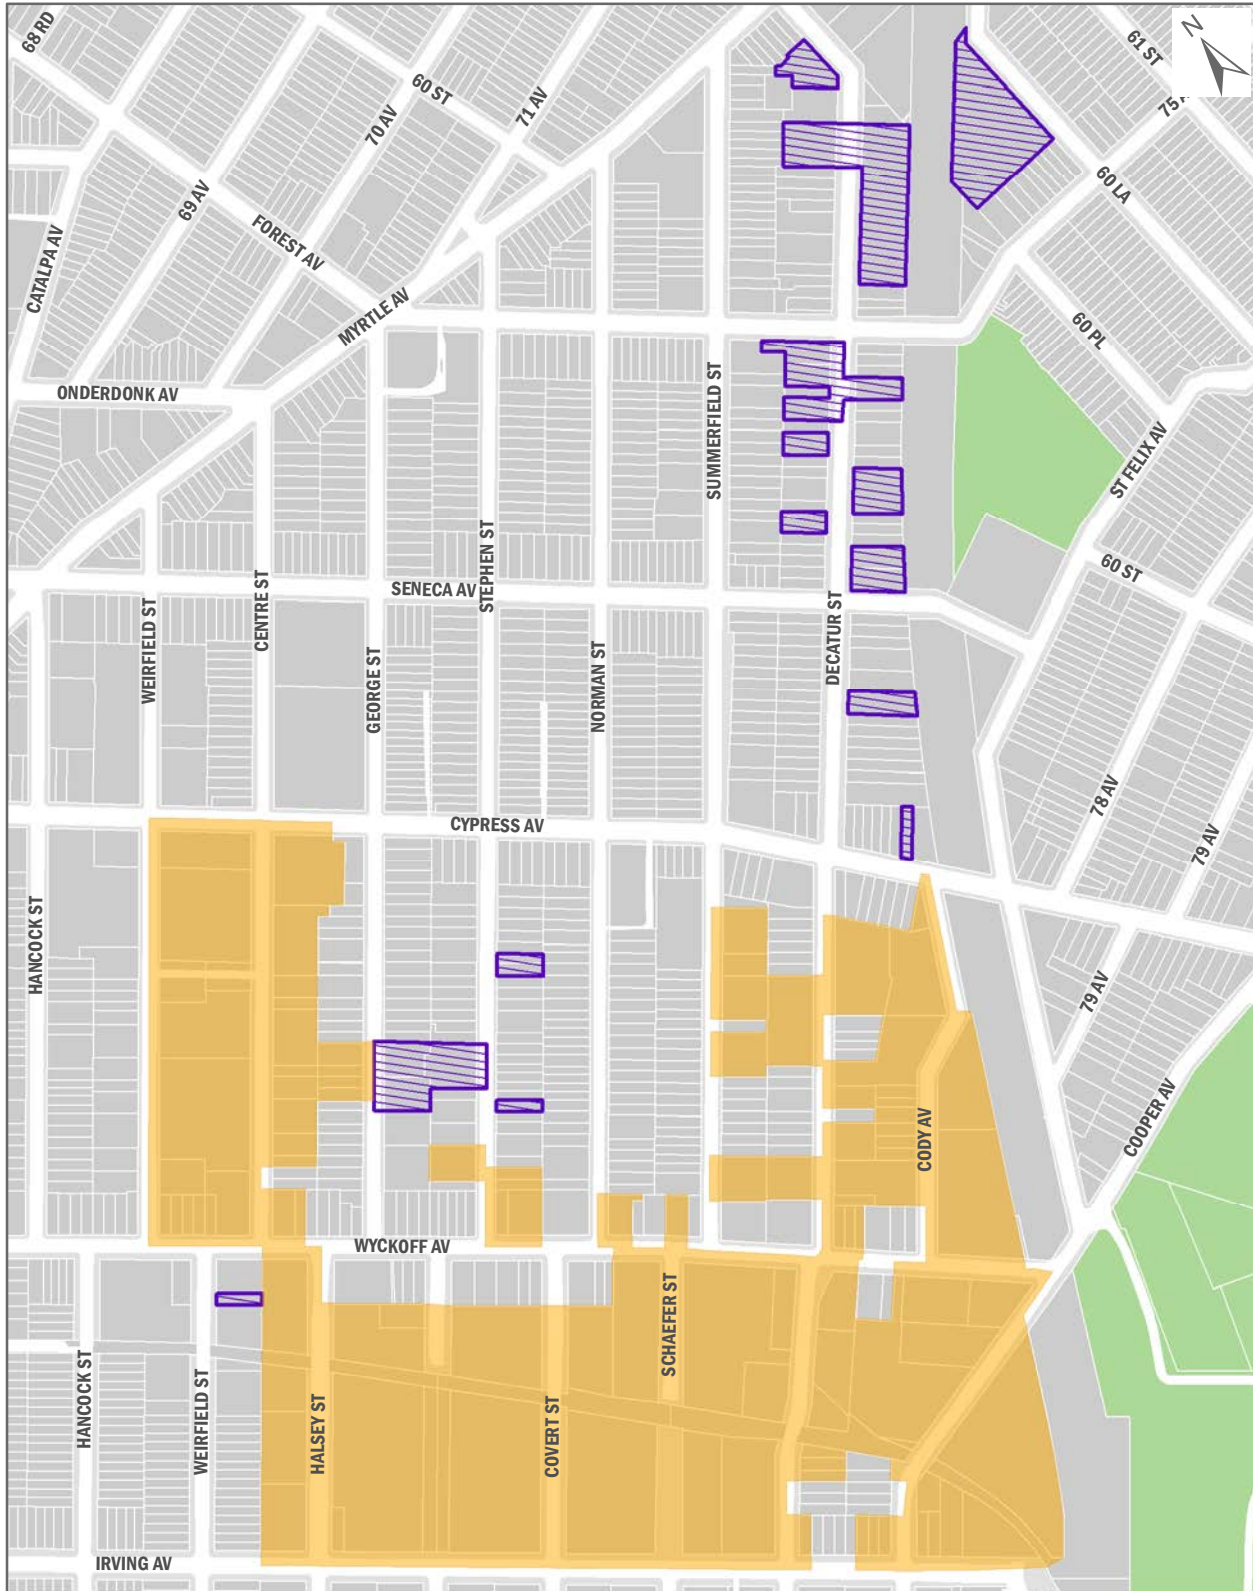 68 RD
60 ST
61 ST
N
70 AV
71 AV
75 A
69 AV
60 LA
FOREST AV
CATALPA AV
MYRTLE AV
60 PL
ONDERDONK AV
SUMMERFIELD ST
ST FELIX AV
STEPHEN ST
60 ST
CENTRE ST
SENECA AV
WEIRFIELD ST
DECATUR ST
GEORGE ST
NORMAN ST
78 AV
CYPRESS AV
79 AV
HANCOCK ST
79 AV
COOPER AV
CODY AV
WYCKOFF AV
SCHAEFER ST
HANCOCK ST
WEIRFIELD ST
HALSEY ST
COVERT ST
IRVING AV